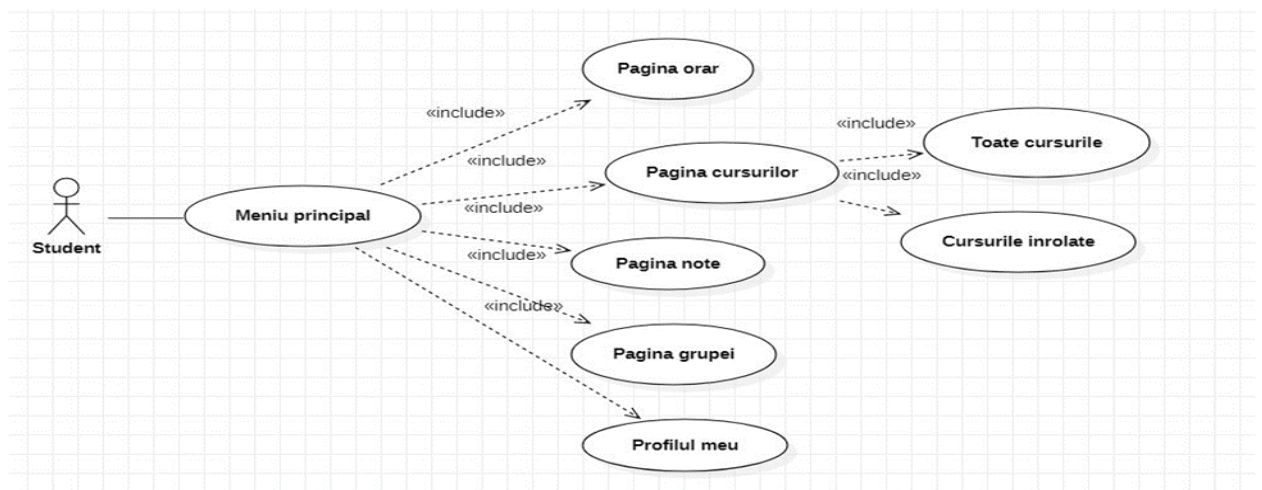 Pagina orar
«include»
«include»
Toate cursurile
«include»
Pagina cursurilor
«include»
Meniu principal
«include»
Student
Cursurile inrolate
«include»
Pagina note
«include»
Pagina grupei
Profilul meu